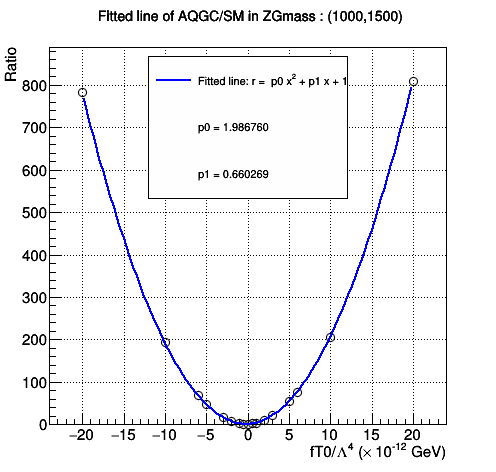 FItted line of AQGC/SM in ZGmass : (1000,1500)
Ratio
Fitted line: r = p0 x² + p1 x + 1
p0 = 1.986760
p1 = 0.660269
800
700
600
500
400
300
200
100
0
−20 −15 −10 −5 0 5 10 15 20
fT0/Λ⁴ (× 10⁻¹² GeV)